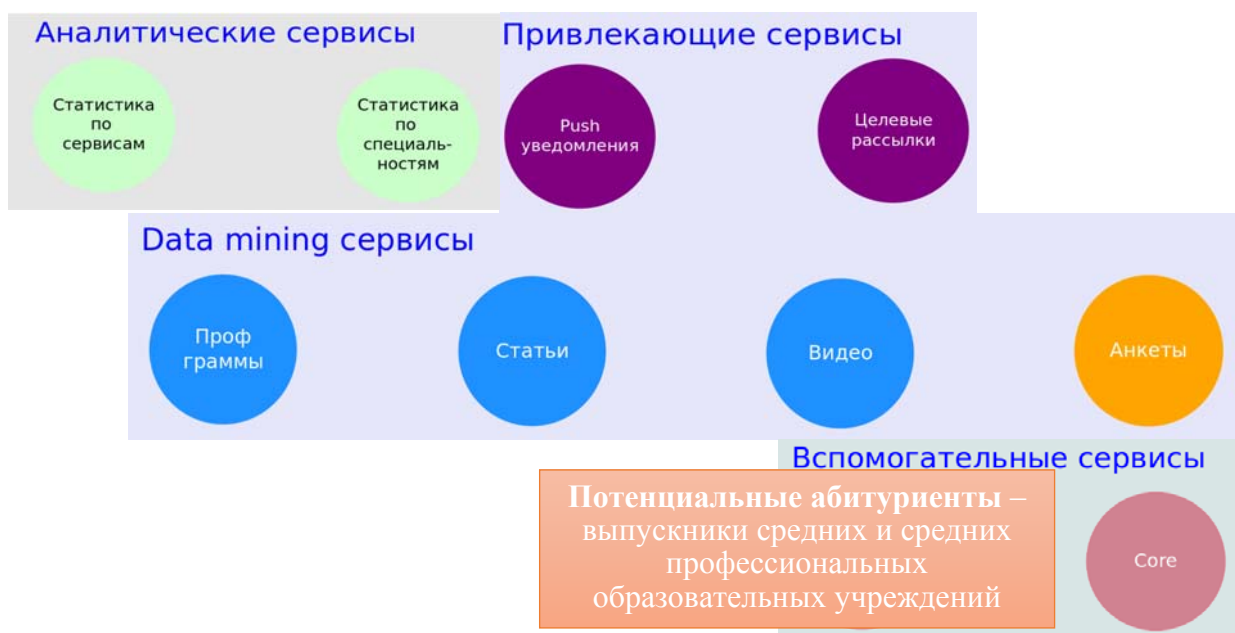 Аналитические сервисы
Статистика
по
сервисам
Статистика
по
специаль-
ностям
Привлекающие сервисы
Push
уведомления
Целевые
рассылки
Data mining сервисы
Проф
граммы
Статьи
Видео
Анкеты
Вспомогательные сервисы
Потенциальные абитуриенты –
выпускники средних и средних
профессиональных
образовательных учреждений
Core